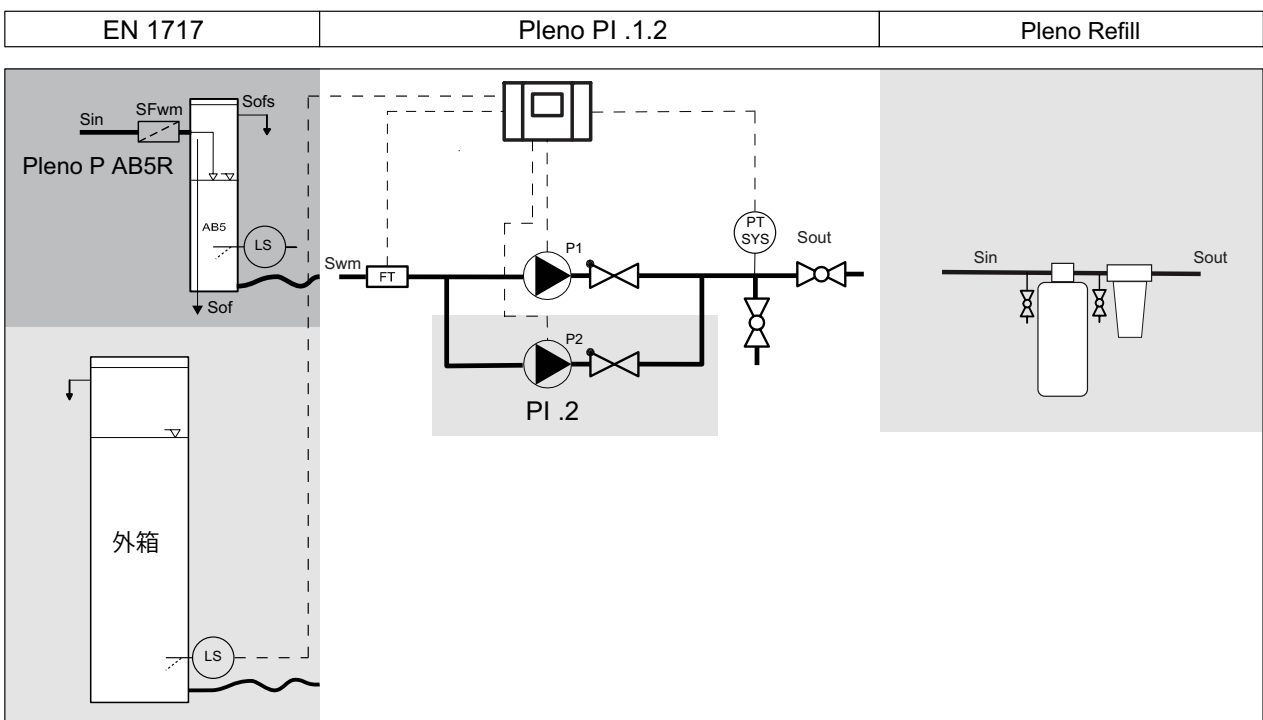 EN 1717
Pleno PI .1.2
Pleno Refill
Sin
SFwm
Sofs
Pleno P AB5R
AB5
LS
Sof
Swm
FT
P1
PT
SYS
Sout
P2
PI .2
Sin
Sout
外箱
LS